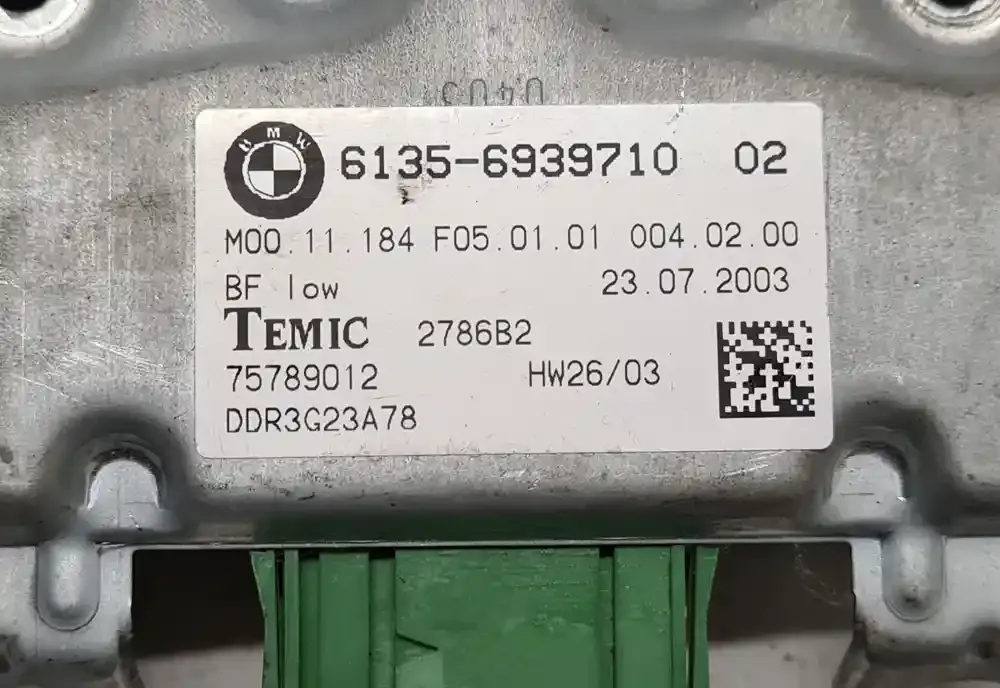 BMW
6135-6939710 02
M00.11.184 F05.01.01 004.02.00
BF low 23.07.2003
TEMIC 2786B2
75789012 HW26/03
DDR3G23A78